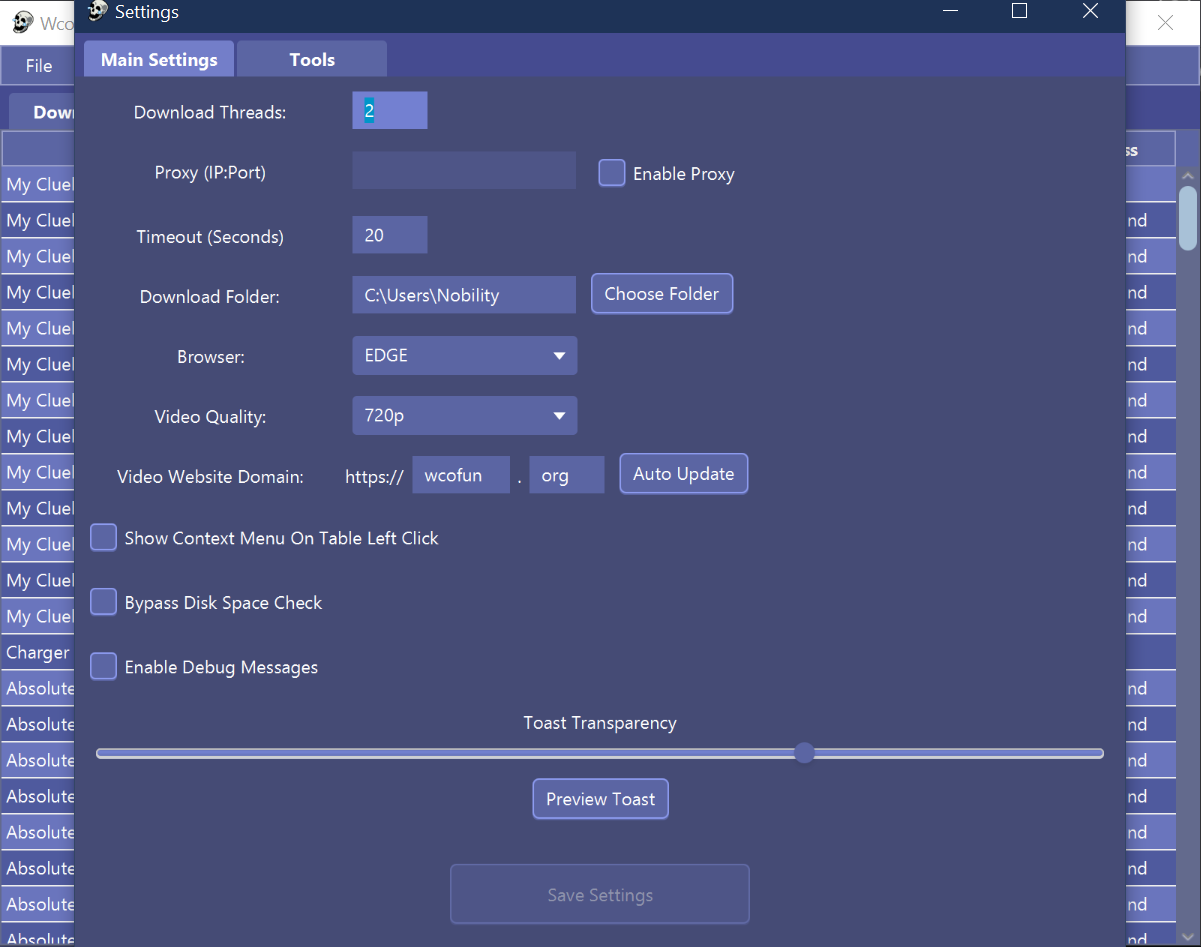 Wco
Settings
File
Main Settings
Tools
Down
ss
Download Threads:
2
Proxy (IP:Port)
Enable Proxy
Timeout (Seconds)
20
Download Folder:
C:\Users\Nobility
Choose Folder
Browser:
EDGE
Video Quality:
720p
Video Website Domain:
https://
wcofun
.
org
Auto Update
Show Context Menu On Table Left Click
Bypass Disk Space Check
Enable Debug Messages
Toast Transparency
Preview Toast
Save Settings
My Cluel
My Cluel
nd
My Cluel
nd
My Cluel
nd
My Cluel
nd
My Cluel
nd
My Cluel
nd
My Cluel
nd
My Cluel
nd
My Cluel
nd
My Cluel
nd
My Cluel
nd
My Cluel
nd
Charger
Absolute
nd
Absolute
nd
Absolute
nd
Absolute
nd
Absolute
nd
Absolute
nd
Absolute
nd
Absolute
nd